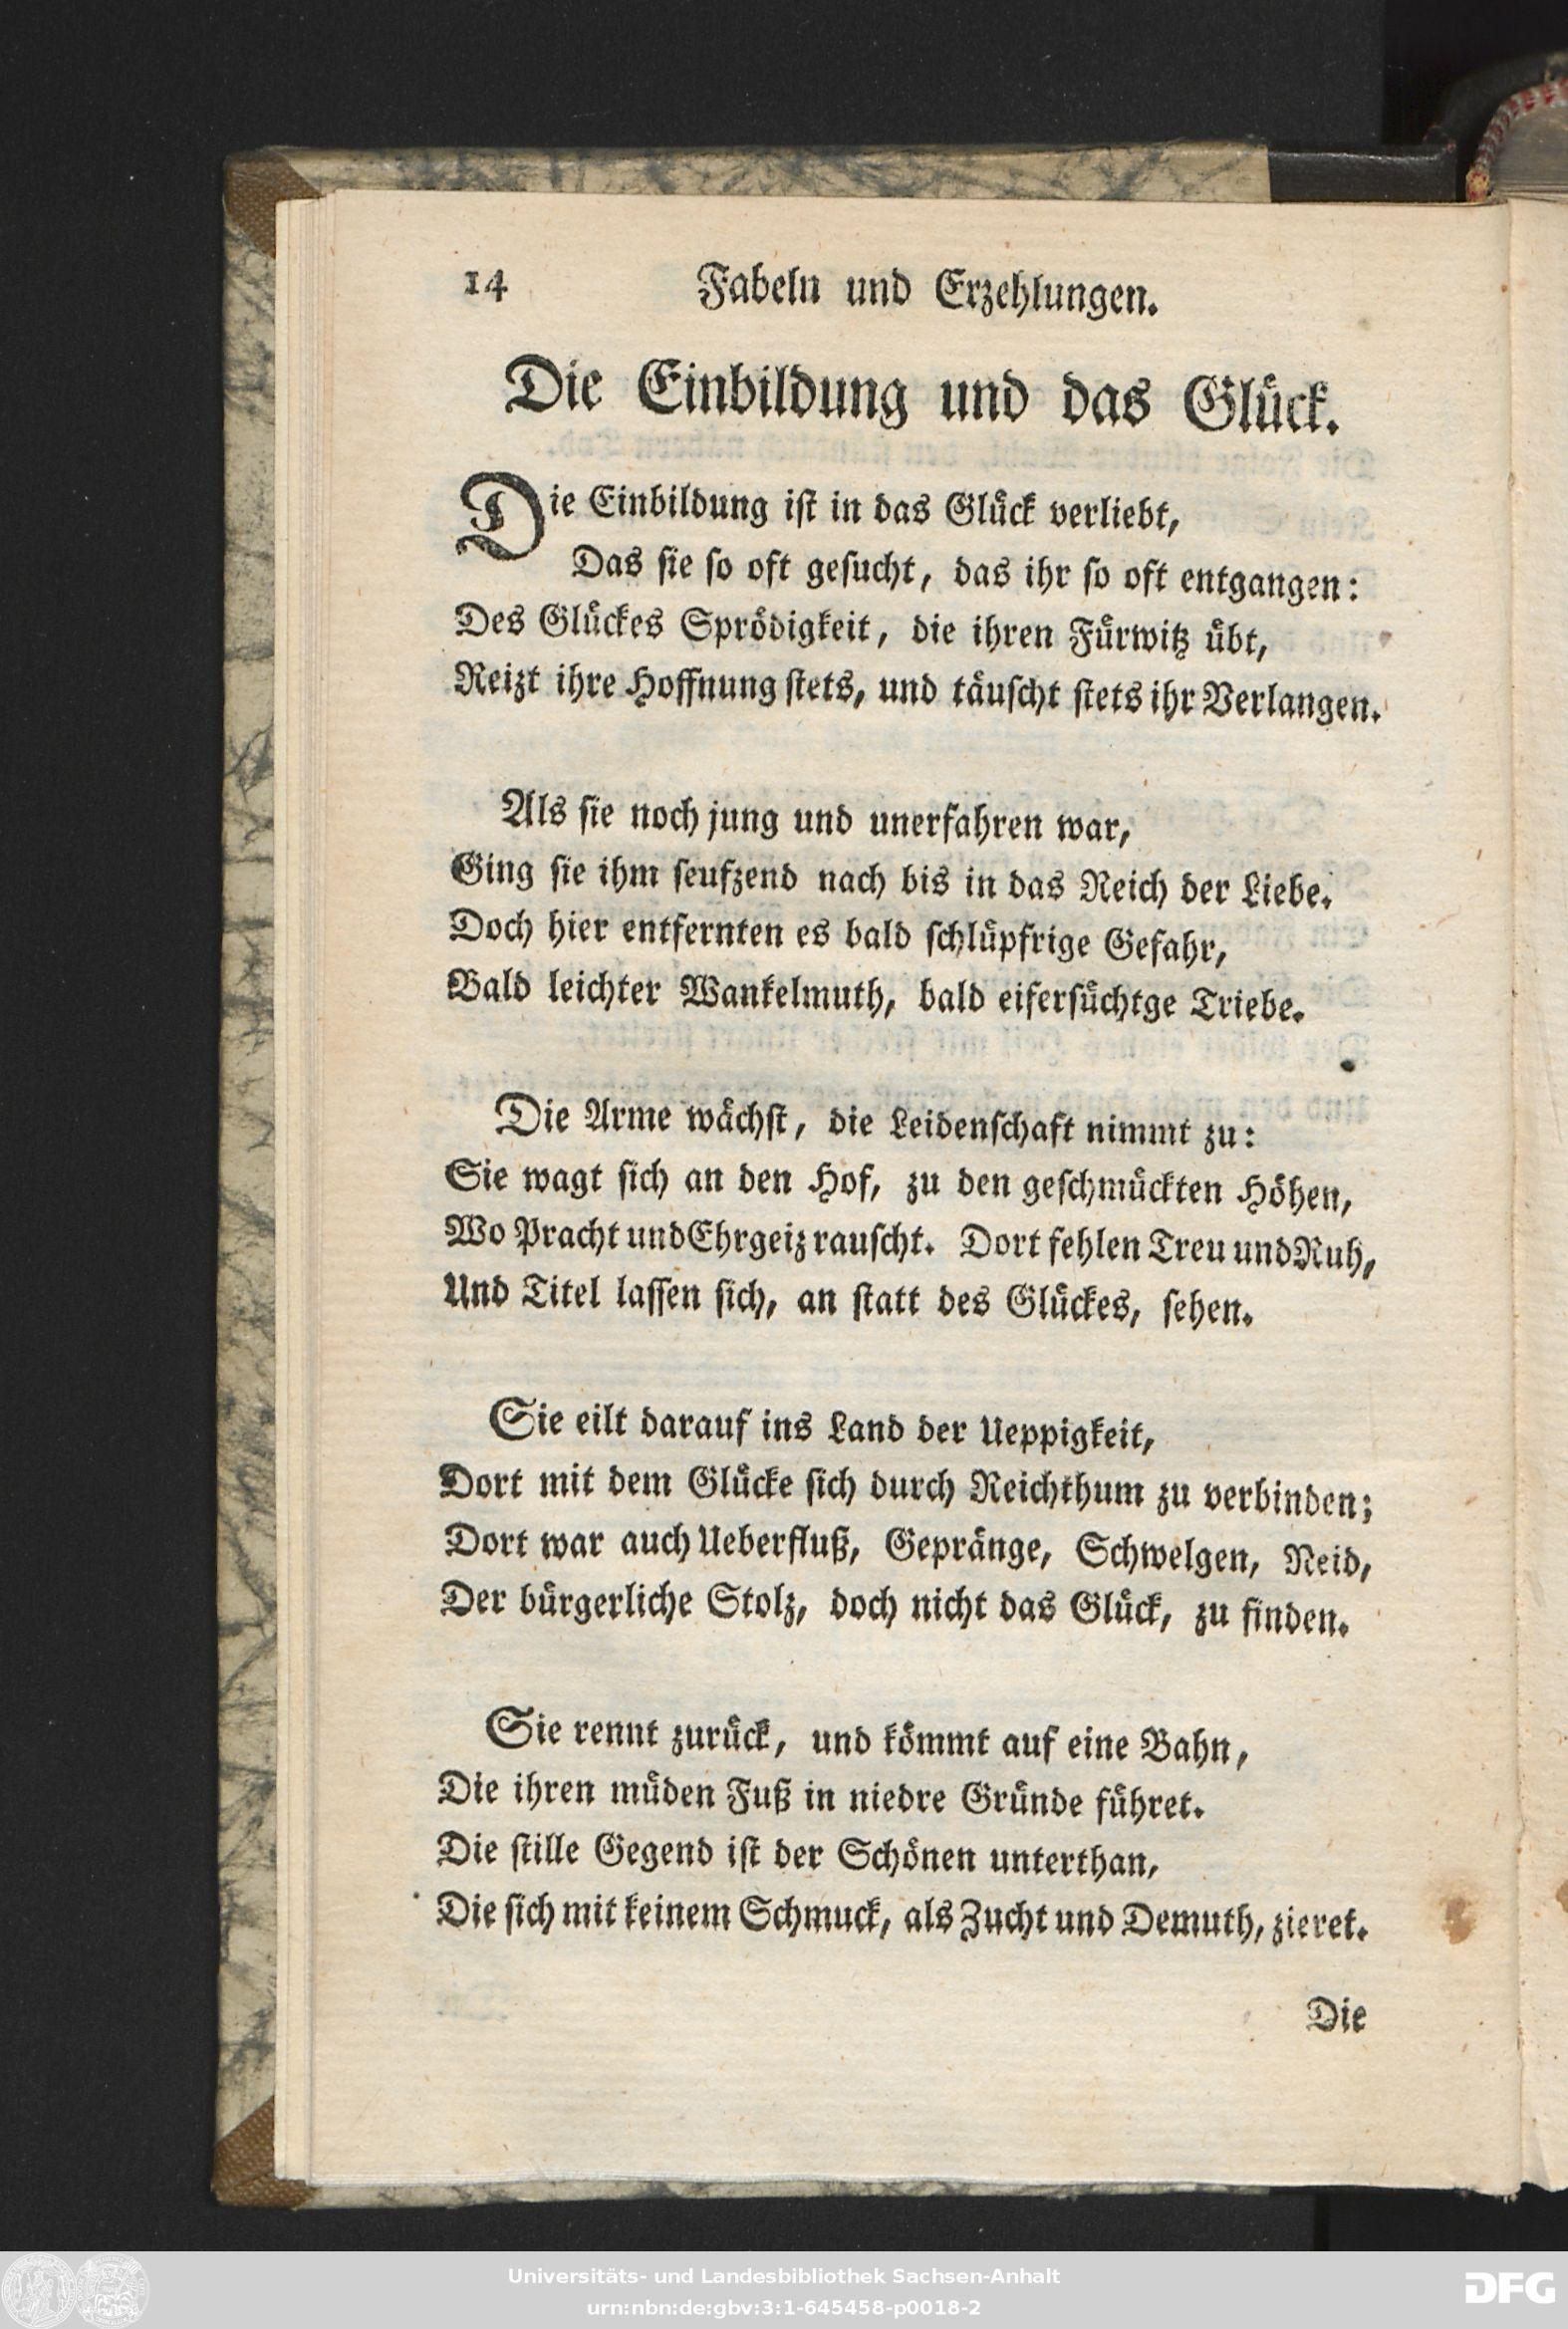 14 Fabeln und Erzehlungen.
Die Einbildung und das Glück.
Die Einbildung iſt in das Glück verliebt,
Das ſie ſo oft geſucht, das ihr ſo oft entgangen:
Des Glückes Sprödigkeit, die ihren Fürwitz übt,
Reizt ihre Hoffnung ſtets, und täuſcht ſtets ihr Verlangen.
Als ſie noch jung und unerfahren war,
Ging ſie ihm ſeufzend nach bis in das Reich der Liebe.
Doch hier entfernten es bald ſchlüpfrige Gefahr,
Bald leichter Wankelmuth, bald eiferſüchtge Triebe.
Die Arme wächſt, die Leidenſchaft nimmt zu:
Sie wagt ſich an den Hof, zu den geſchmückten Höhen,
Wo Pracht und Ehrgeiz rauſcht. Dort fehlen Treu und Ruh,
Und Titel laſſen ſich, an ſtatt des Glückes, ſehen.
Sie eilt darauf ins Land der Ueppigkeit,
Dort mit dem Glücke ſich durch Reichthum zu verbinden;
Dort war auch Ueberfluß, Gepränge, Schwelgen, Neid,
Der bürgerliche Stolz, doch nicht das Glück, zu finden.
Sie rennt zurück, und kömmt auf eine Bahn,
Die ihren müden Fuß in niedre Gründe führet.
Die ſtille Gegend iſt der Schönen unterthan,
Die ſich mit keinem Schmuck, als Zucht und Demuth, zieret.
Die
Universitäts- und Landesbibliothek Sachsen-Anhalt
urn:nbn:de:gbv:3:1-645458-p0018-2
DFG